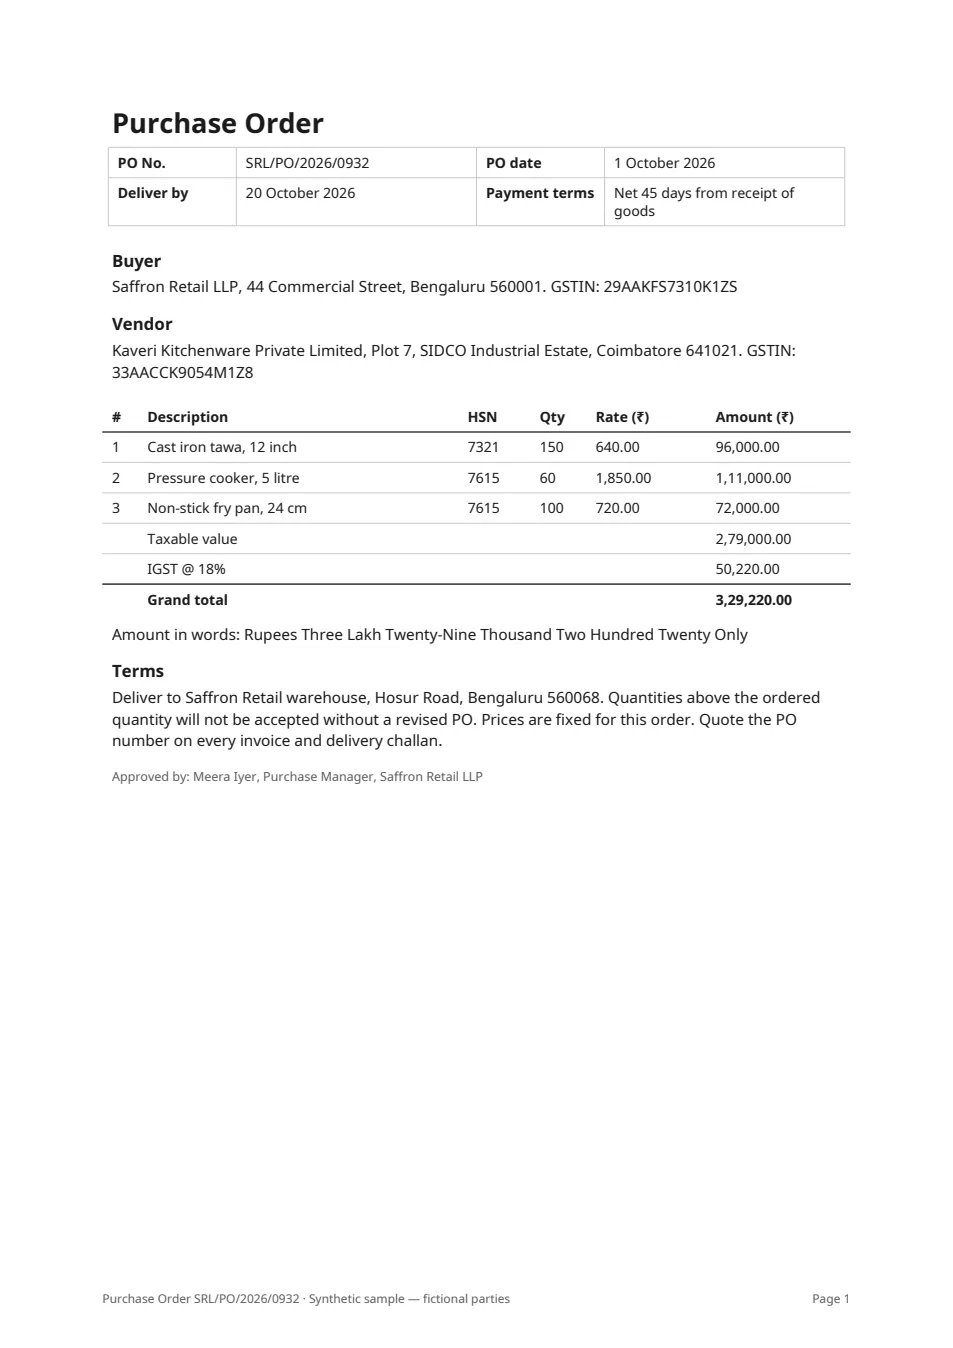 Purchase Order
PO No. SRL/PO/2026/0932 PO date 1 October 2026
Deliver by 20 October 2026 Payment terms Net 45 days from receipt of
goods
Buyer
Saffron Retail LLP, 44 Commercial Street, Bengaluru 560001. GSTIN: 29AAKFS7310K1ZS
Vendor
Kaveri Kitchenware Private Limited, Plot 7, SIDCO Industrial Estate, Coimbatore 641021. GSTIN:
33AACCK9054M1Z8
# Description HSN Qty Rate (₹) Amount (₹)
1 Cast iron tawa, 12 inch 7321 150 640.00 96,000.00
2 Pressure cooker, 5 litre 7615 60 1,850.00 1,11,000.00
3 Non-stick fry pan, 24 cm 7615 100 720.00 72,000.00
Taxable value 2,79,000.00
IGST @ 18% 50,220.00
Grand total 3,29,220.00
Amount in words: Rupees Three Lakh Twenty-Nine Thousand Two Hundred Twenty Only
Terms
Deliver to Saffron Retail warehouse, Hosur Road, Bengaluru 560068. Quantities above the ordered
quantity will not be accepted without a revised PO. Prices are fixed for this order. Quote the PO
number on every invoice and delivery challan.
Approved by: Meera Iyer, Purchase Manager, Saffron Retail LLP
Purchase Order SRL/PO/2026/0932 · Synthetic sample — fictional parties Page 1